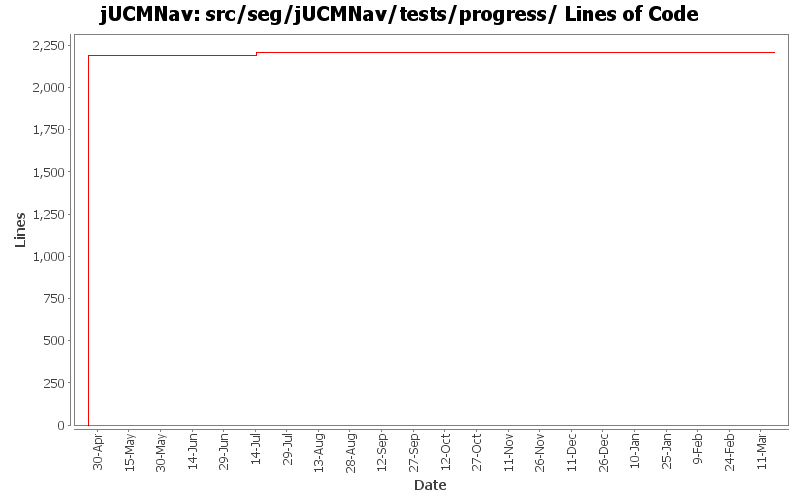 jUCMNav: src/seg/jUCMNav/tests/progress/ Lines of Code
2,250
2,000
1,750
1,500
1,250
1,000
750
500
250
0
Lines
30-Apr
15-May
30-May
14-Jun
29-Jun
14-Jul
29-Jul
13-Aug
28-Aug
12-Sep
27-Sep
12-Oct
27-Oct
11-Nov
26-Nov
11-Dec
26-Dec
10-Jan
25-Jan
9-Feb
24-Feb
11-Mar
Date